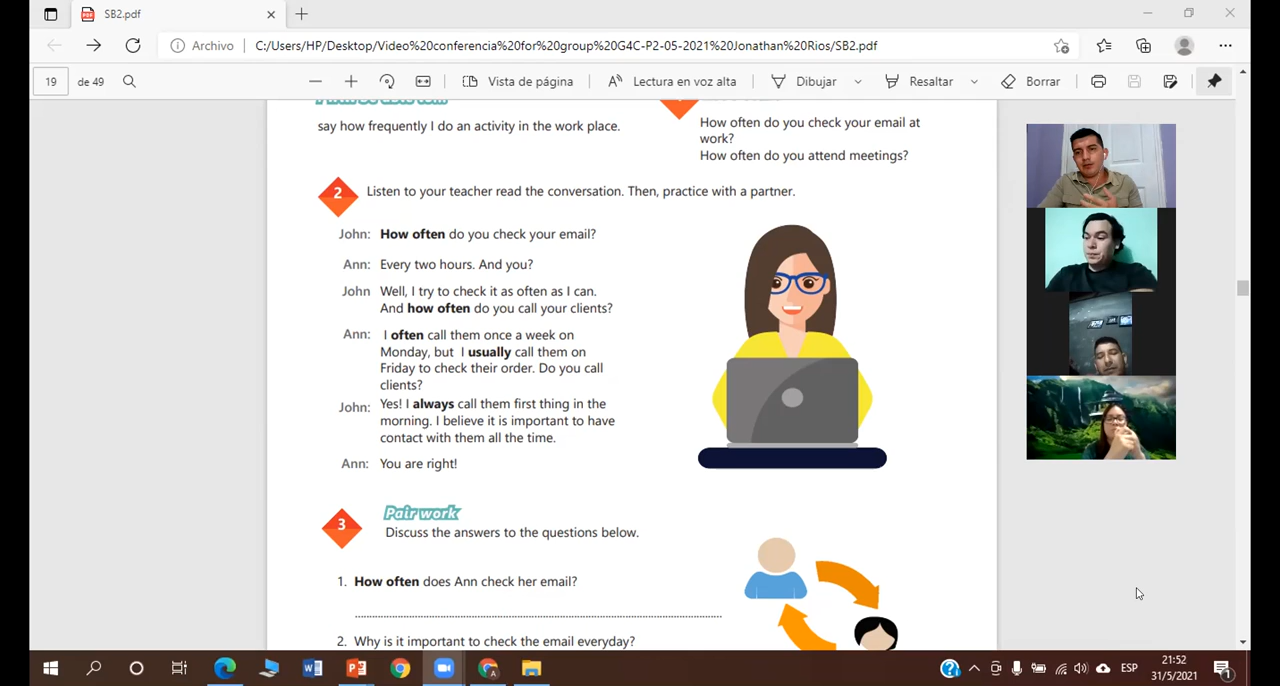 SB2.pdf
Archivo C:/Users/HP/Desktop/Video%20conferencia%20for%20group%20G4C-P2-05-2021%20Jonathan%20Rios/SB2.pdf
19 de 49 Vista de página Lectura en voz alta Dibujar Resaltar Borrar
say how frequently I do an activity in the work place.
How often do you check your email at
work?
How often do you attend meetings?
2 Listen to your teacher read the conversation. Then, practice with a partner.
John: How often do you check your email?
Ann: Every two hours. And you?
John Well, I try to check it as often as I can.
And how often do you call your clients?
Ann: I often call them once a week on
Monday, but I usually call them on
Friday to check their order. Do you call
clients?
John: Yes! I always call them first thing in the
morning. I believe it is important to have
contact with them all the time.
Ann: You are right!
3 Pair work
Discuss the answers to the questions below.
1. How often does Ann check her email?
2. Why is it important to check the email everyday?
ESP
21:52
31/5/2021
1